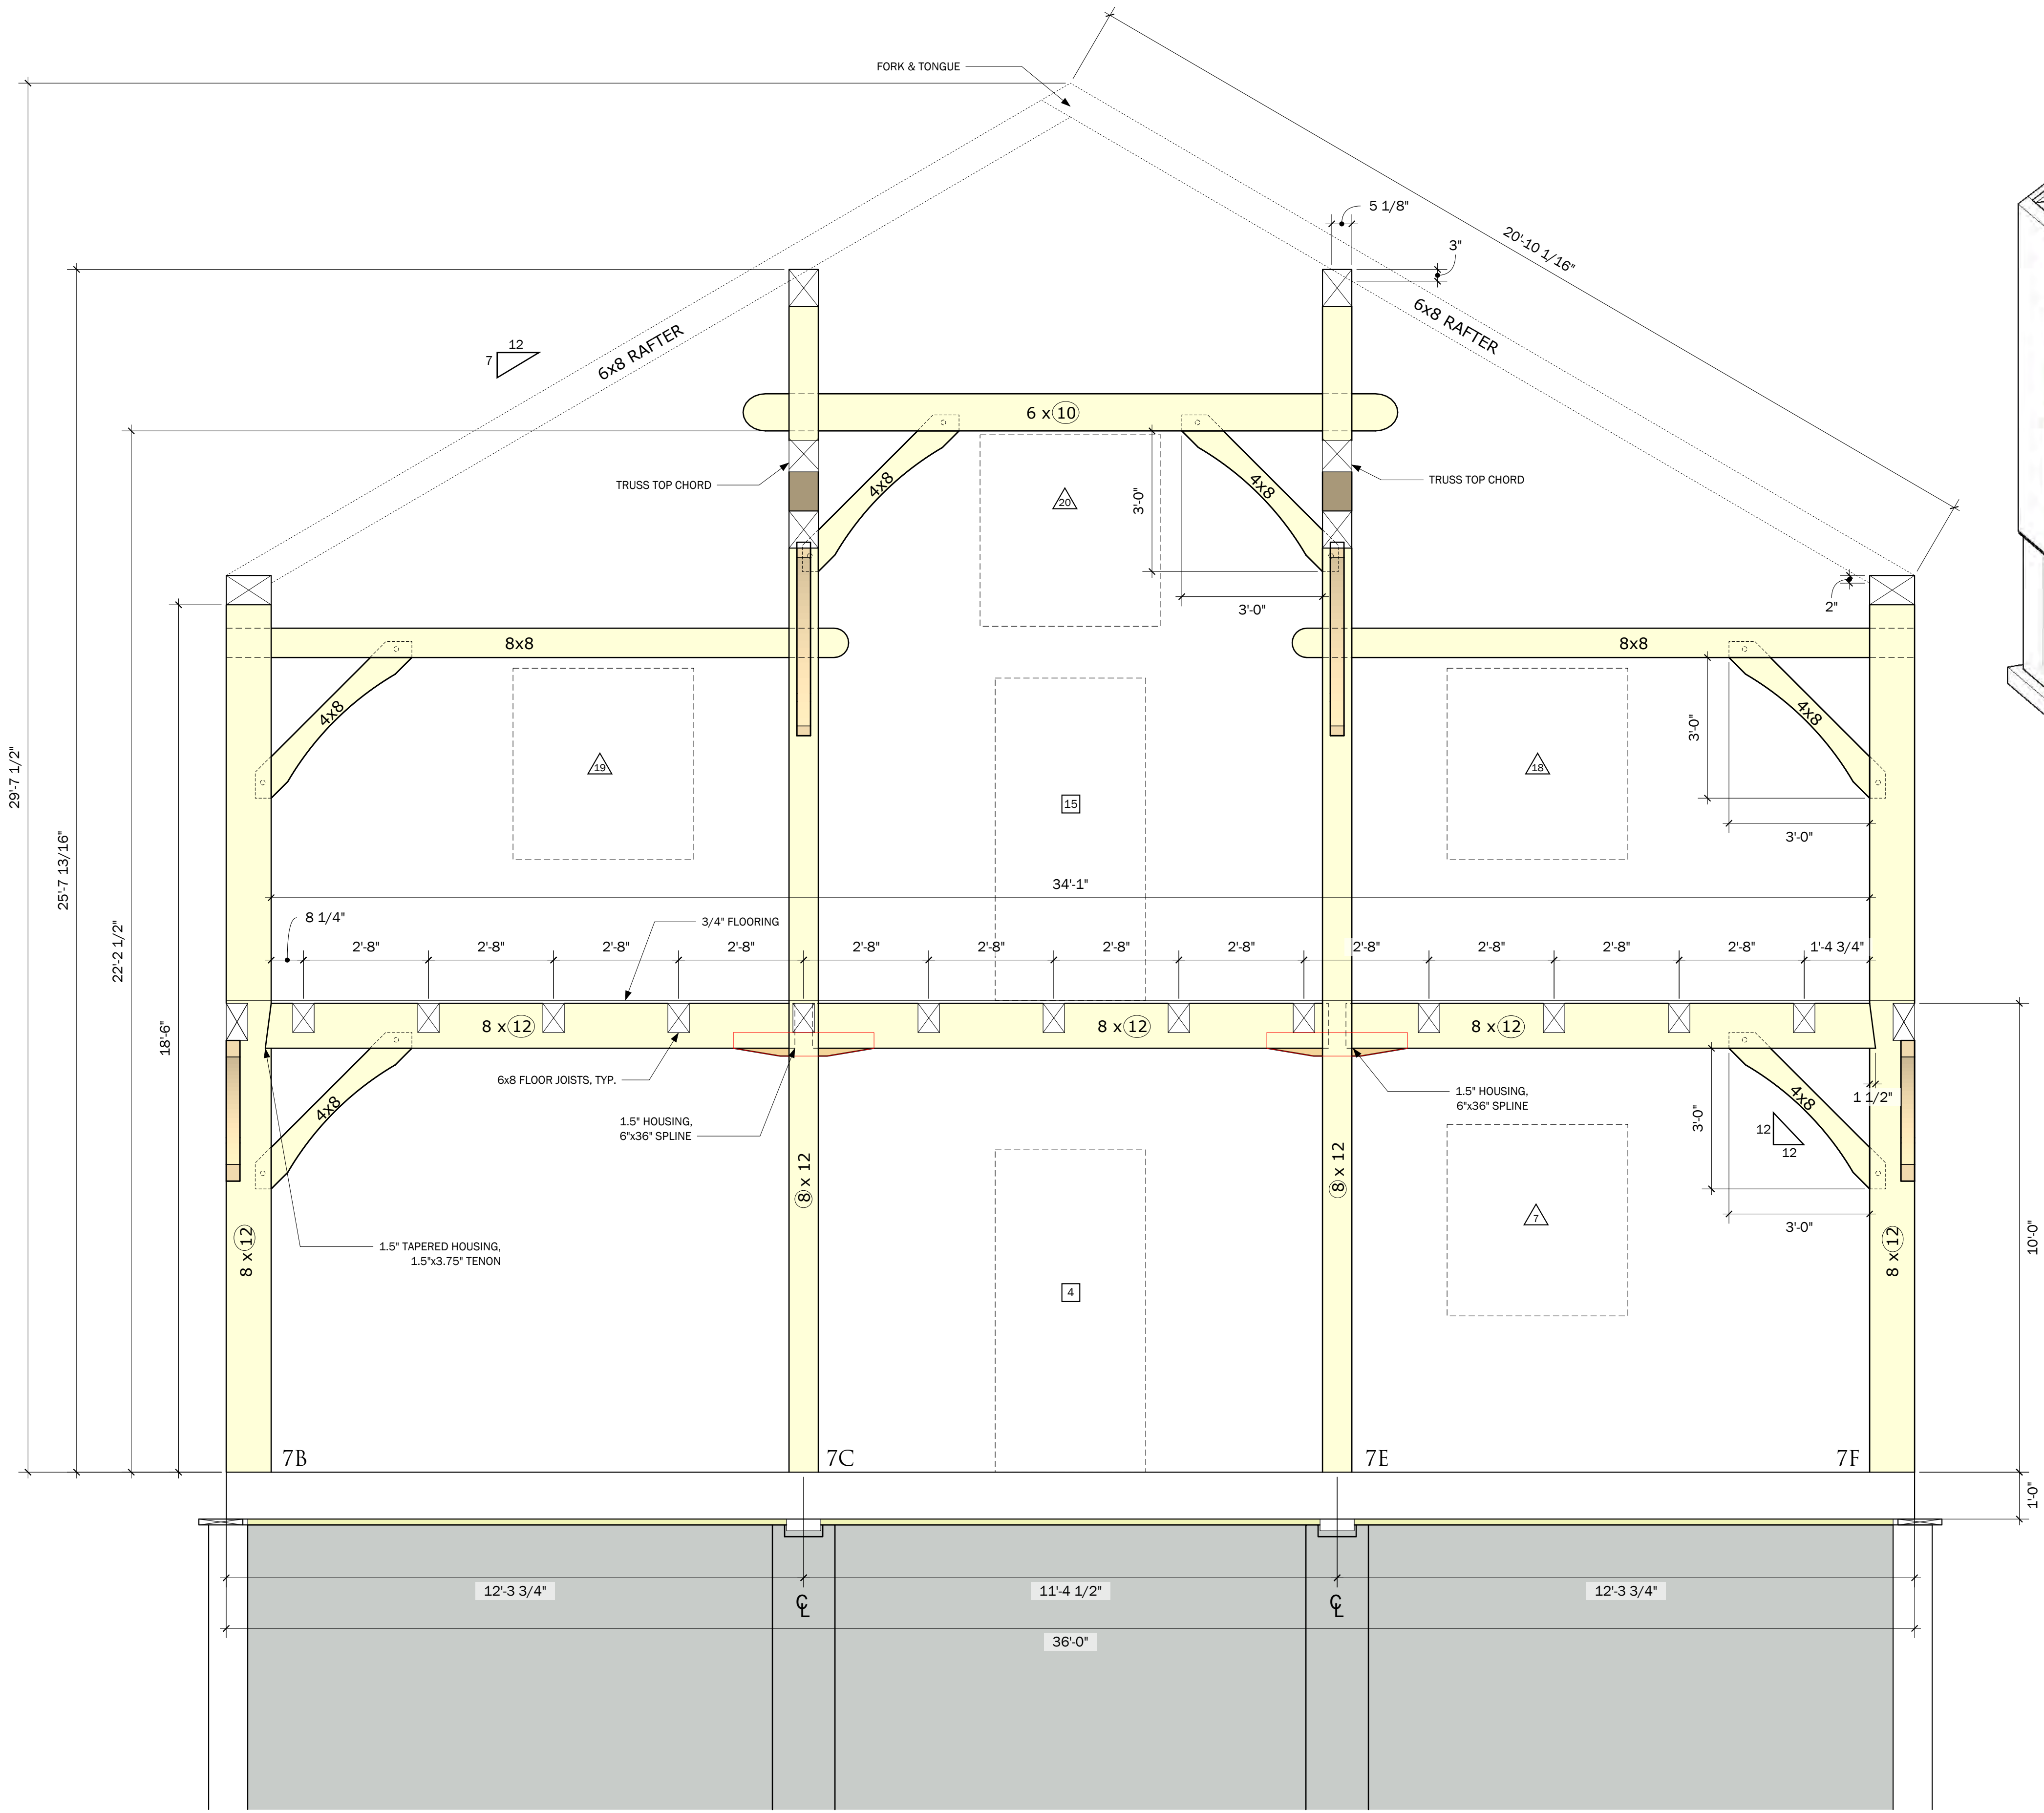 FORK & TONGUE
5 1/8"
3"
20'-10 1/16"
6x8 RAFTER
6x8 RAFTER
12
7
6 x 10
TRUSS TOP CHORD
TRUSS TOP CHORD
4x8
4x8
20
3'-0"
3'-0"
2"
8x8
8x8
4x8
4x8
3'-0"
3'-0"
19
18
15
29'-7 1/2"
25'-7 13/16"
22'-2 1/2"
18'-6"
34'-1"
8 1/4"
3/4" FLOORING
2'-8"
2'-8"
2'-8"
2'-8"
2'-8"
2'-8"
2'-8"
2'-8"
2'-8"
2'-8"
2'-8"
2'-8"
1'-4 3/4"
8 x 12
8 x 12
8 x 12
6x8 FLOOR JOISTS, TYP.
1.5" HOUSING,
6"x36" SPLINE
1.5" HOUSING,
6"x36" SPLINE
4x8
4x8
1 1/2"
3'-0"
12
12
3'-0"
8 x 12
8 x 12
8 x 12
8 x 12
7
1.5" TAPERED HOUSING,
1.5"x3.75" TENON
4
10'-0"
7B
7C
7E
7F
1'-0"
12'-3 3/4"
11'-4 1/2"
12'-3 3/4"
CL
CL
36'-0"